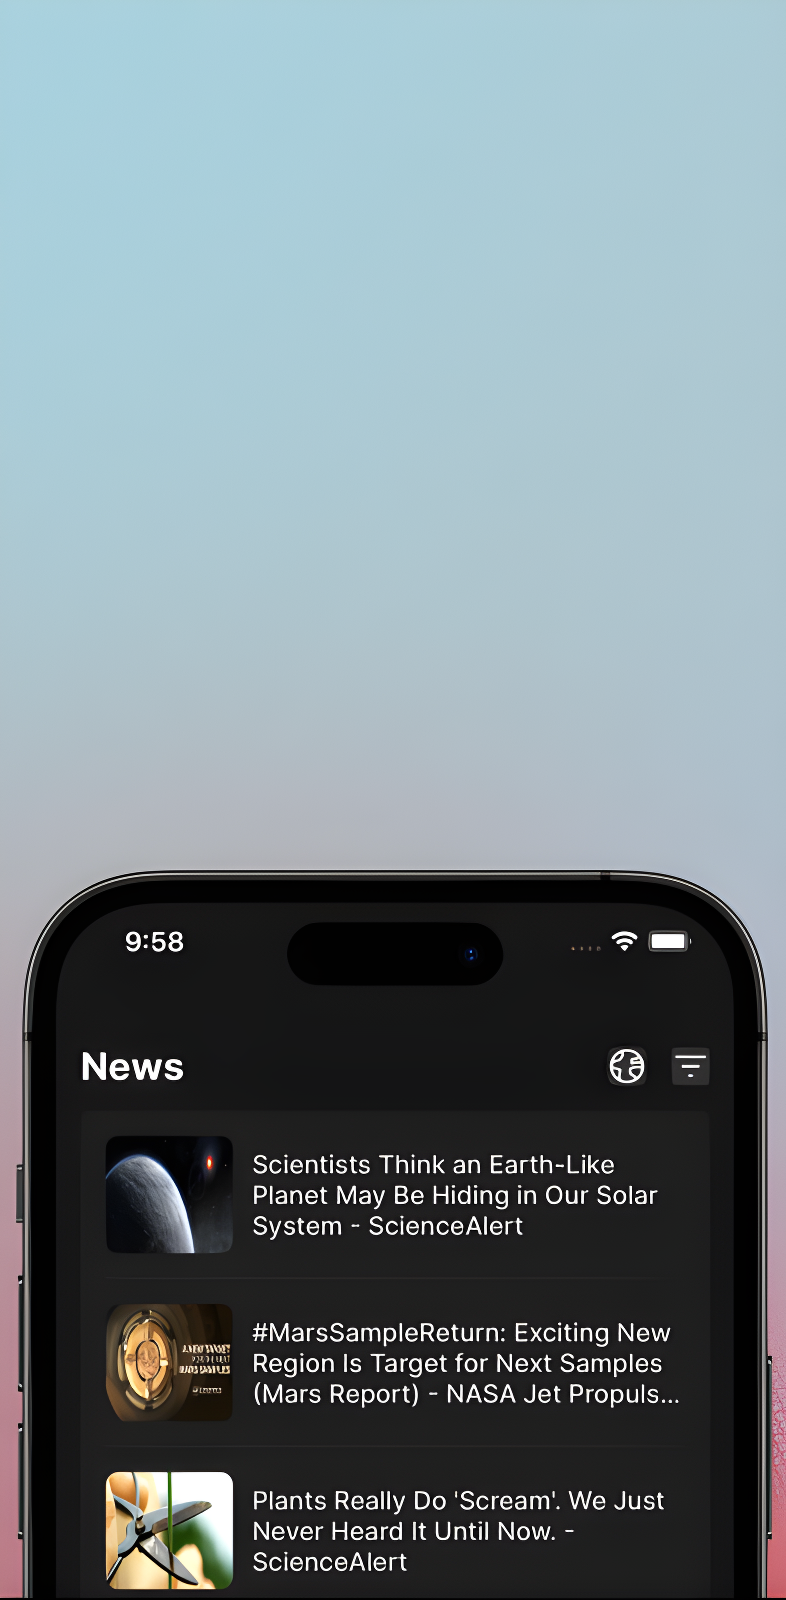 9:58
News
Scientists Think an Earth-Like
Planet May Be Hiding in Our Solar
System - ScienceAlert
#MarsSampleReturn: Exciting New
Region Is Target for Next Samples
(Mars Report) - NASA Jet Propuls...
Plants Really Do 'Scream'. We Just
Never Heard It Until Now. -
ScienceAlert